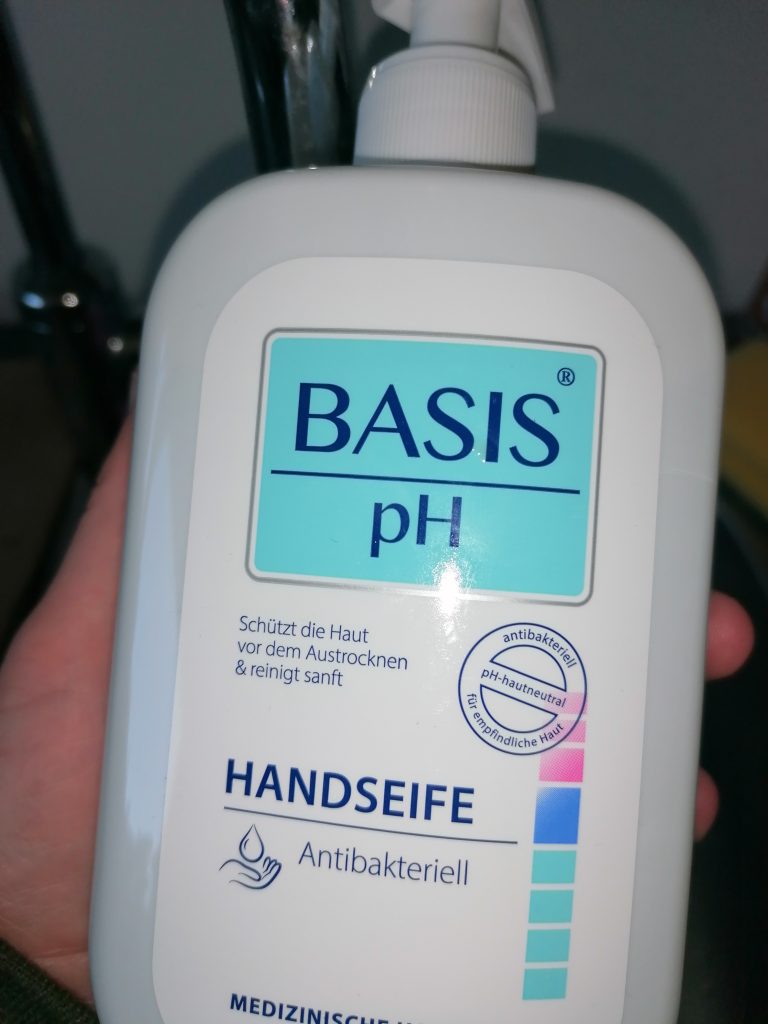 BASIS®
pH
Schützt die Haut
vor dem Austrocknen
& reinigt sanft
antibakteriell
pH-hautneutral
für empfindliche Haut
HANDSEIFE
Antibakteriell
MEDIZINISCHE